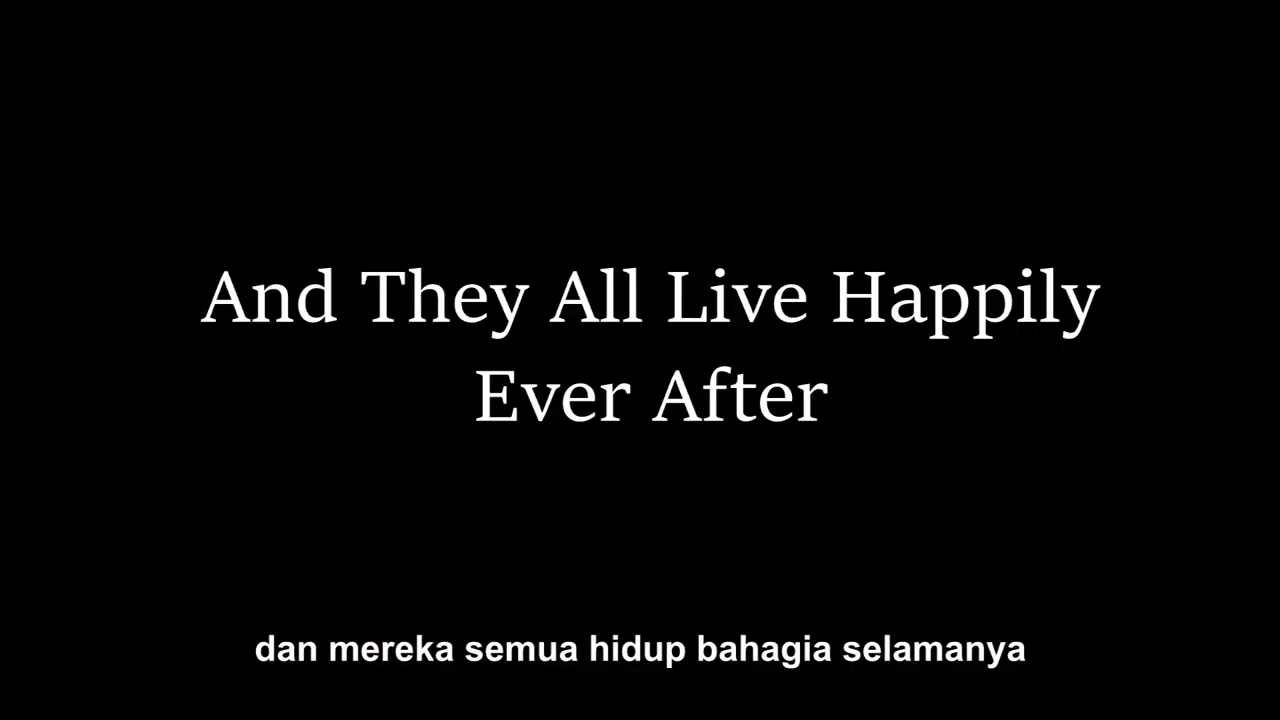 And They All Live Happily
Ever After
dan mereka semua hidup bahagia selamanya